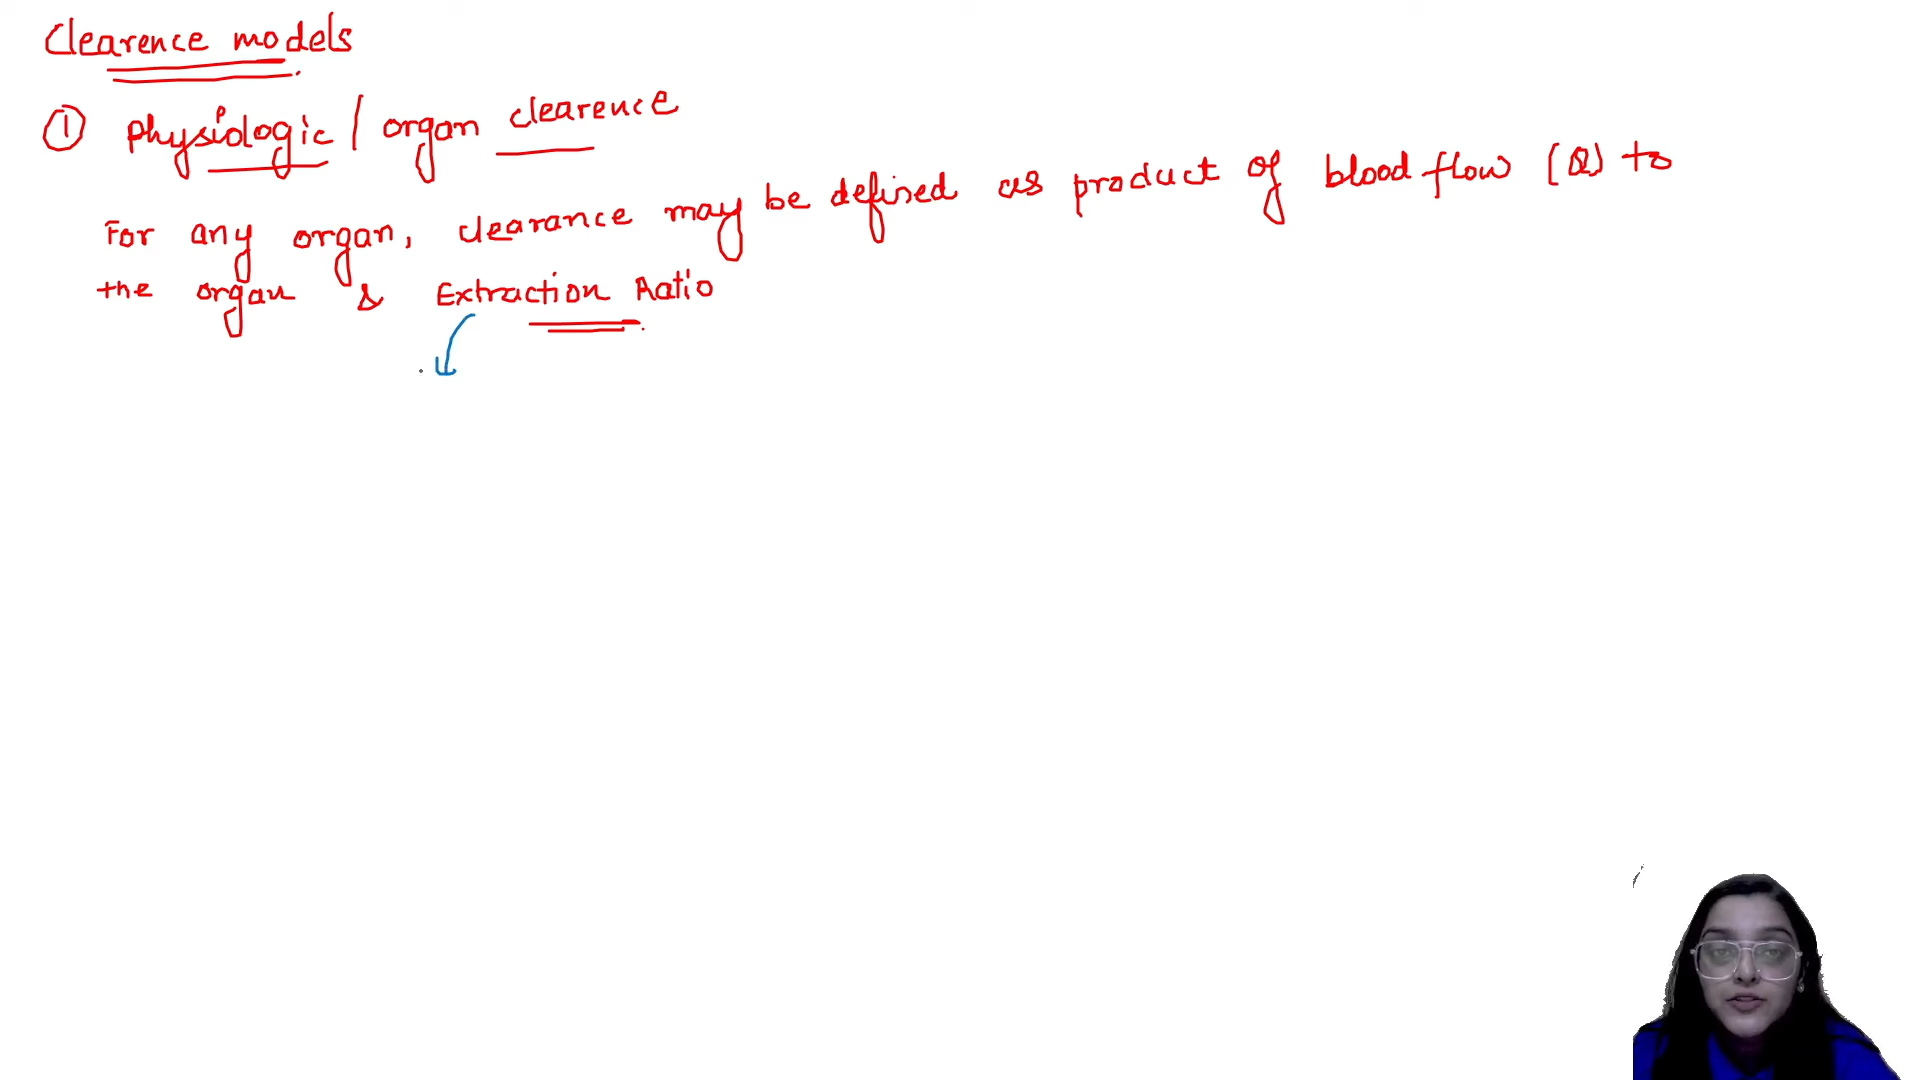 Clearence models
① Physiologic / organ clearence
For any organ, clearance may be defined as product of blood flow (Q) to
the organ & Extraction Ratio